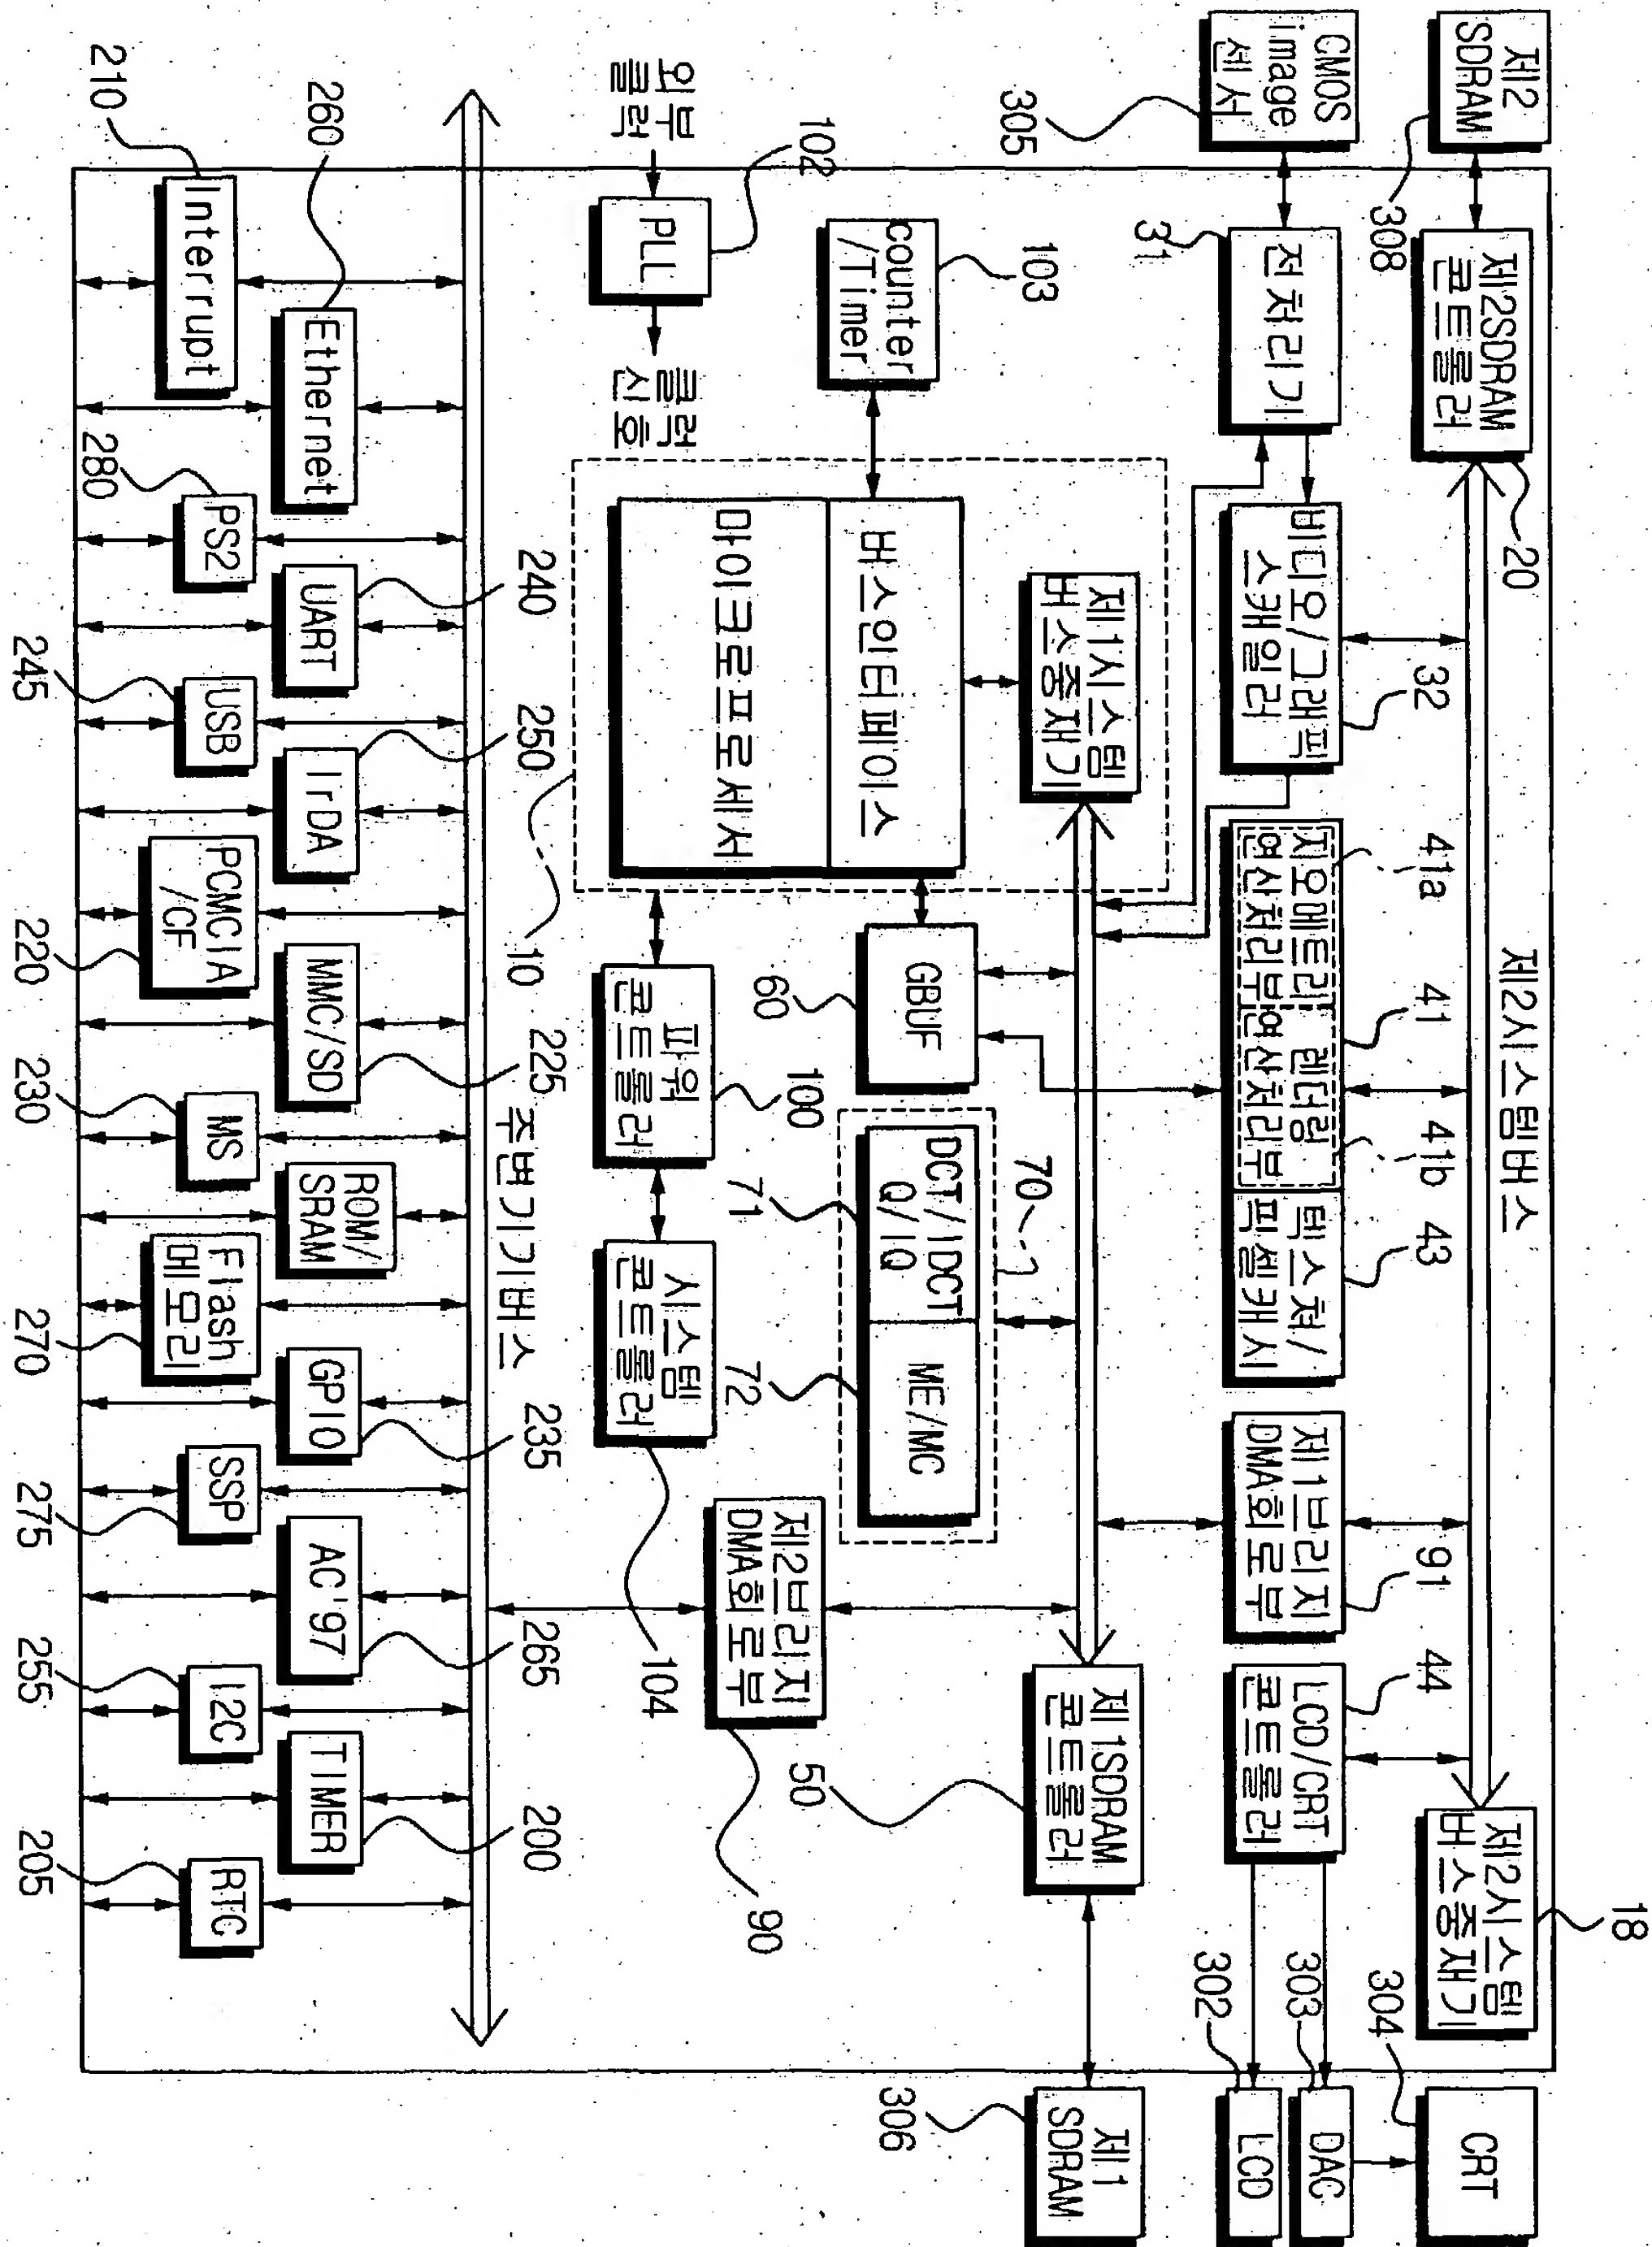 제2
SDRAM
308
제2SDRAM
콘트롤러
20
제2시스템버스
제2시스템
버스중재기
18
CRT
304
CMOS
image
센서
305
전처리기
31
비디오/그래픽
스캐일러
32
41a
지오메트리
연산처리부
41
렌더링
연산처리부
41b
텍스쳐/
픽셀캐시
43
제1브리지
DMA회로부
91
LCD/CRT
콘트롤러
44
303
DAC
302
LCD
제1시스템
버스중재기
제1SDRAM
콘트롤러
50
제1
SDRAM
306
counter
/Timer
103
버스인터페이스
마이크로프로세서
10
GBUF
60
70
DCT/IDCT
Q/IQ
71
ME/MC
72
제2브리지
DMA회로부
90
외부
클럭
PLL
102
클럭
신호
파워
콘트롤러
100
시스템
콘트롤러
104
주변기기버스
Interrupt
210
Ethernet
260
PS2
280
UART
240
USB
245
IrDA
250
PCMCIA
/CF
220
MMC/SD
225
MS
230
ROM/
SRAM
Flash
메모리
270
GPIO
235
SSP
275
AC'97
265
I2C
255
TIMER
200
RTC
205